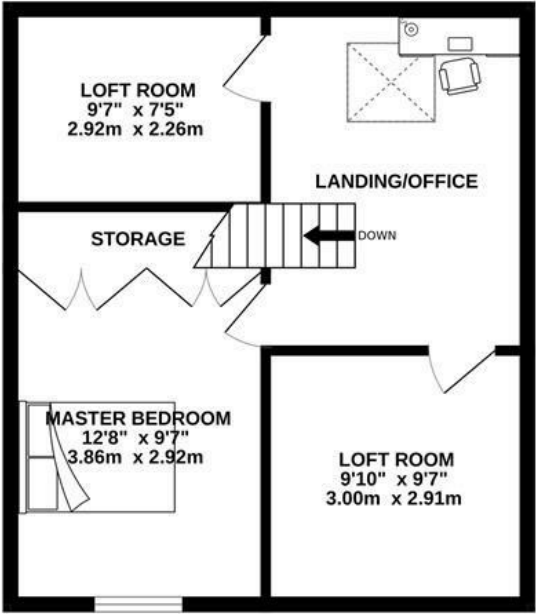 LOFT ROOM
9'7" x 7'5"
2.92m x 2.26m
LANDING/OFFICE
STORAGE
DOWN
MASTER BEDROOM
12'8" x 9'7"
3.86m x 2.92m
LOFT ROOM
9'10" x 9'7"
3.00m x 2.91m